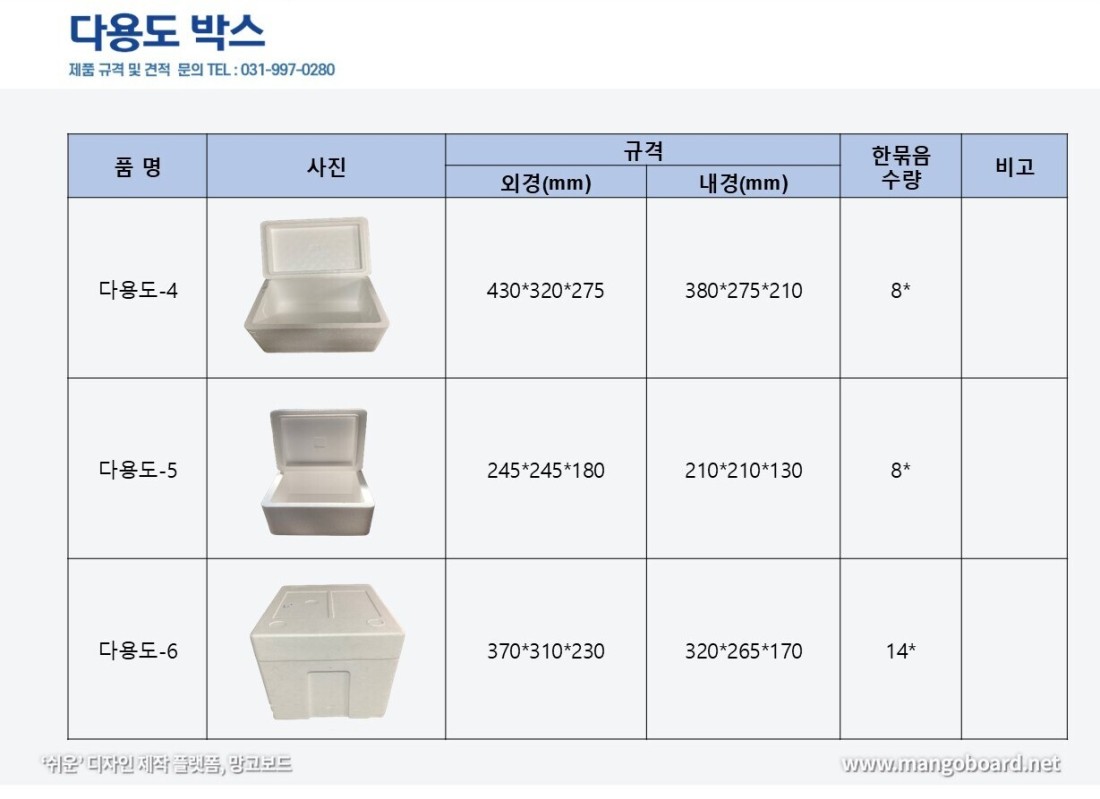 다용도 박스
제품 규격 및 견적 문의 TEL : 031-997-0280
품 명
사진
규격
외경(mm)
내경(mm)
한묶음
수량
비고
다용도-4
430*320*275
380*275*210
8*
다용도-5
245*245*180
210*210*130
8*
다용도-6
370*310*230
320*265*170
14*
'쉬운' 디자인 제작 플랫폼, 망고보드
www.mangoboard.net